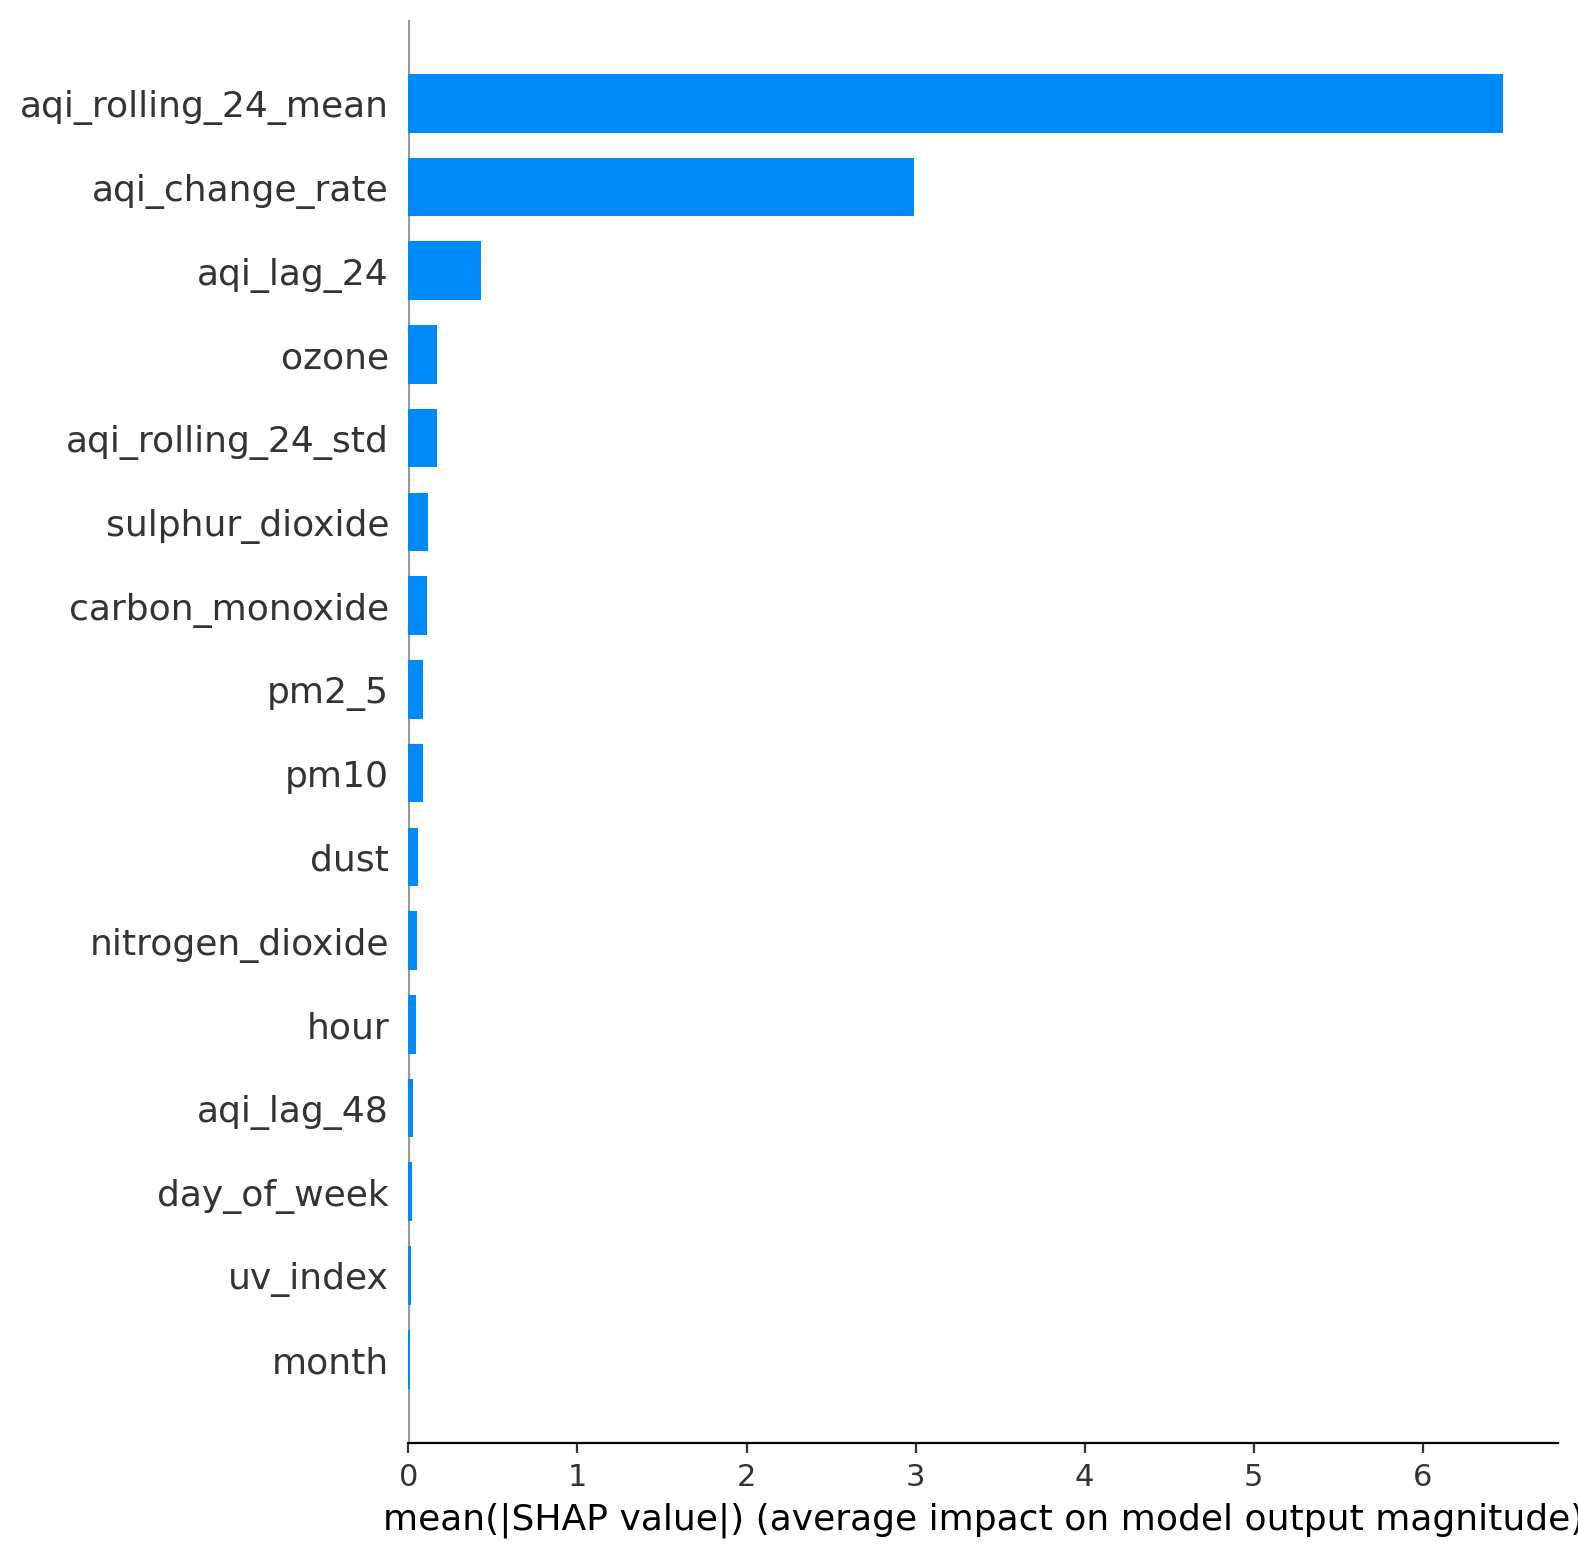 aqi_rolling_24_mean
aqi_change_rate
aqi_lag_24
ozone
aqi_rolling_24_std
sulphur_dioxide
carbon_monoxide
pm2_5
pm10
dust
nitrogen_dioxide
hour
aqi_lag_48
day_of_week
uv_index
month
0 1 2 3 4 5 6
mean(|SHAP value|) (average impact on model output magnitude)